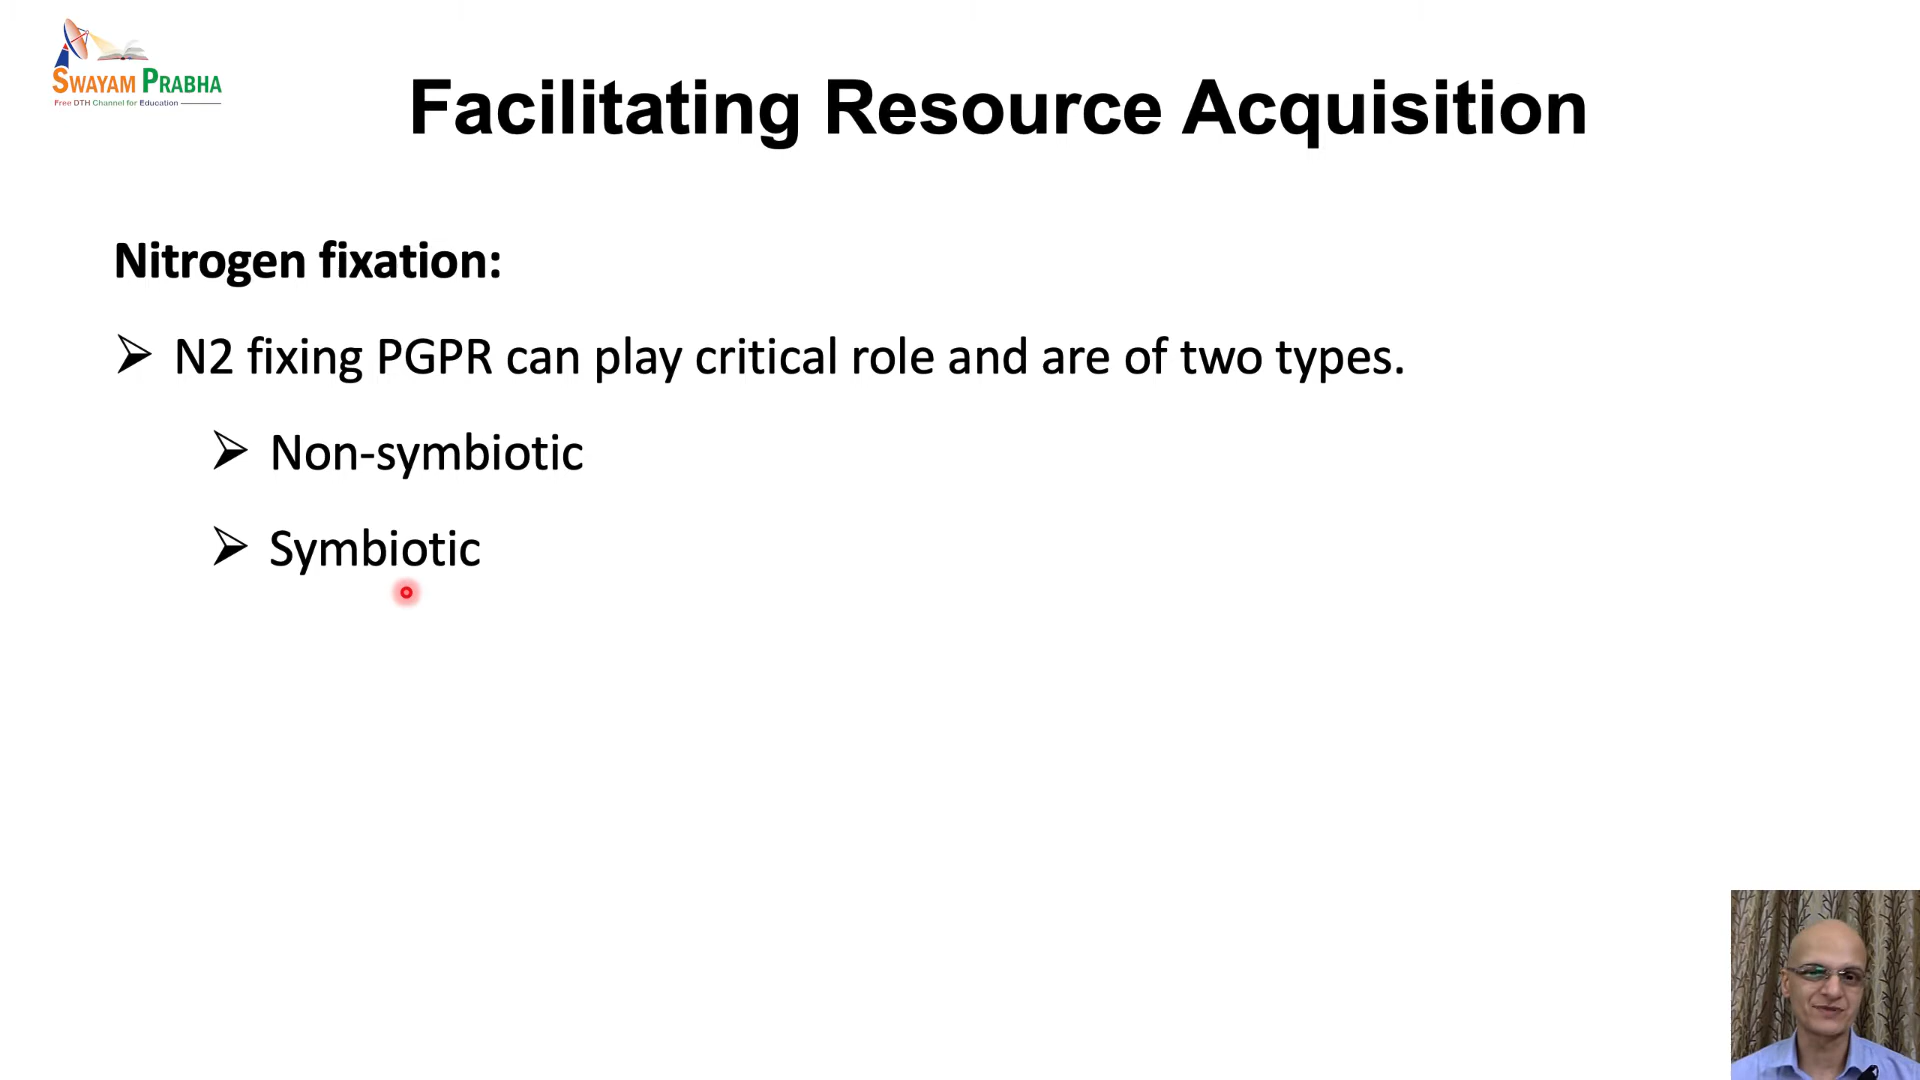 SWAYAM PRABHA
Free DTH Channel for Education
Facilitating Resource Acquisition
Nitrogen fixation:
N2 fixing PGPR can play critical role and are of two types.
Non-symbiotic
Symbiotic